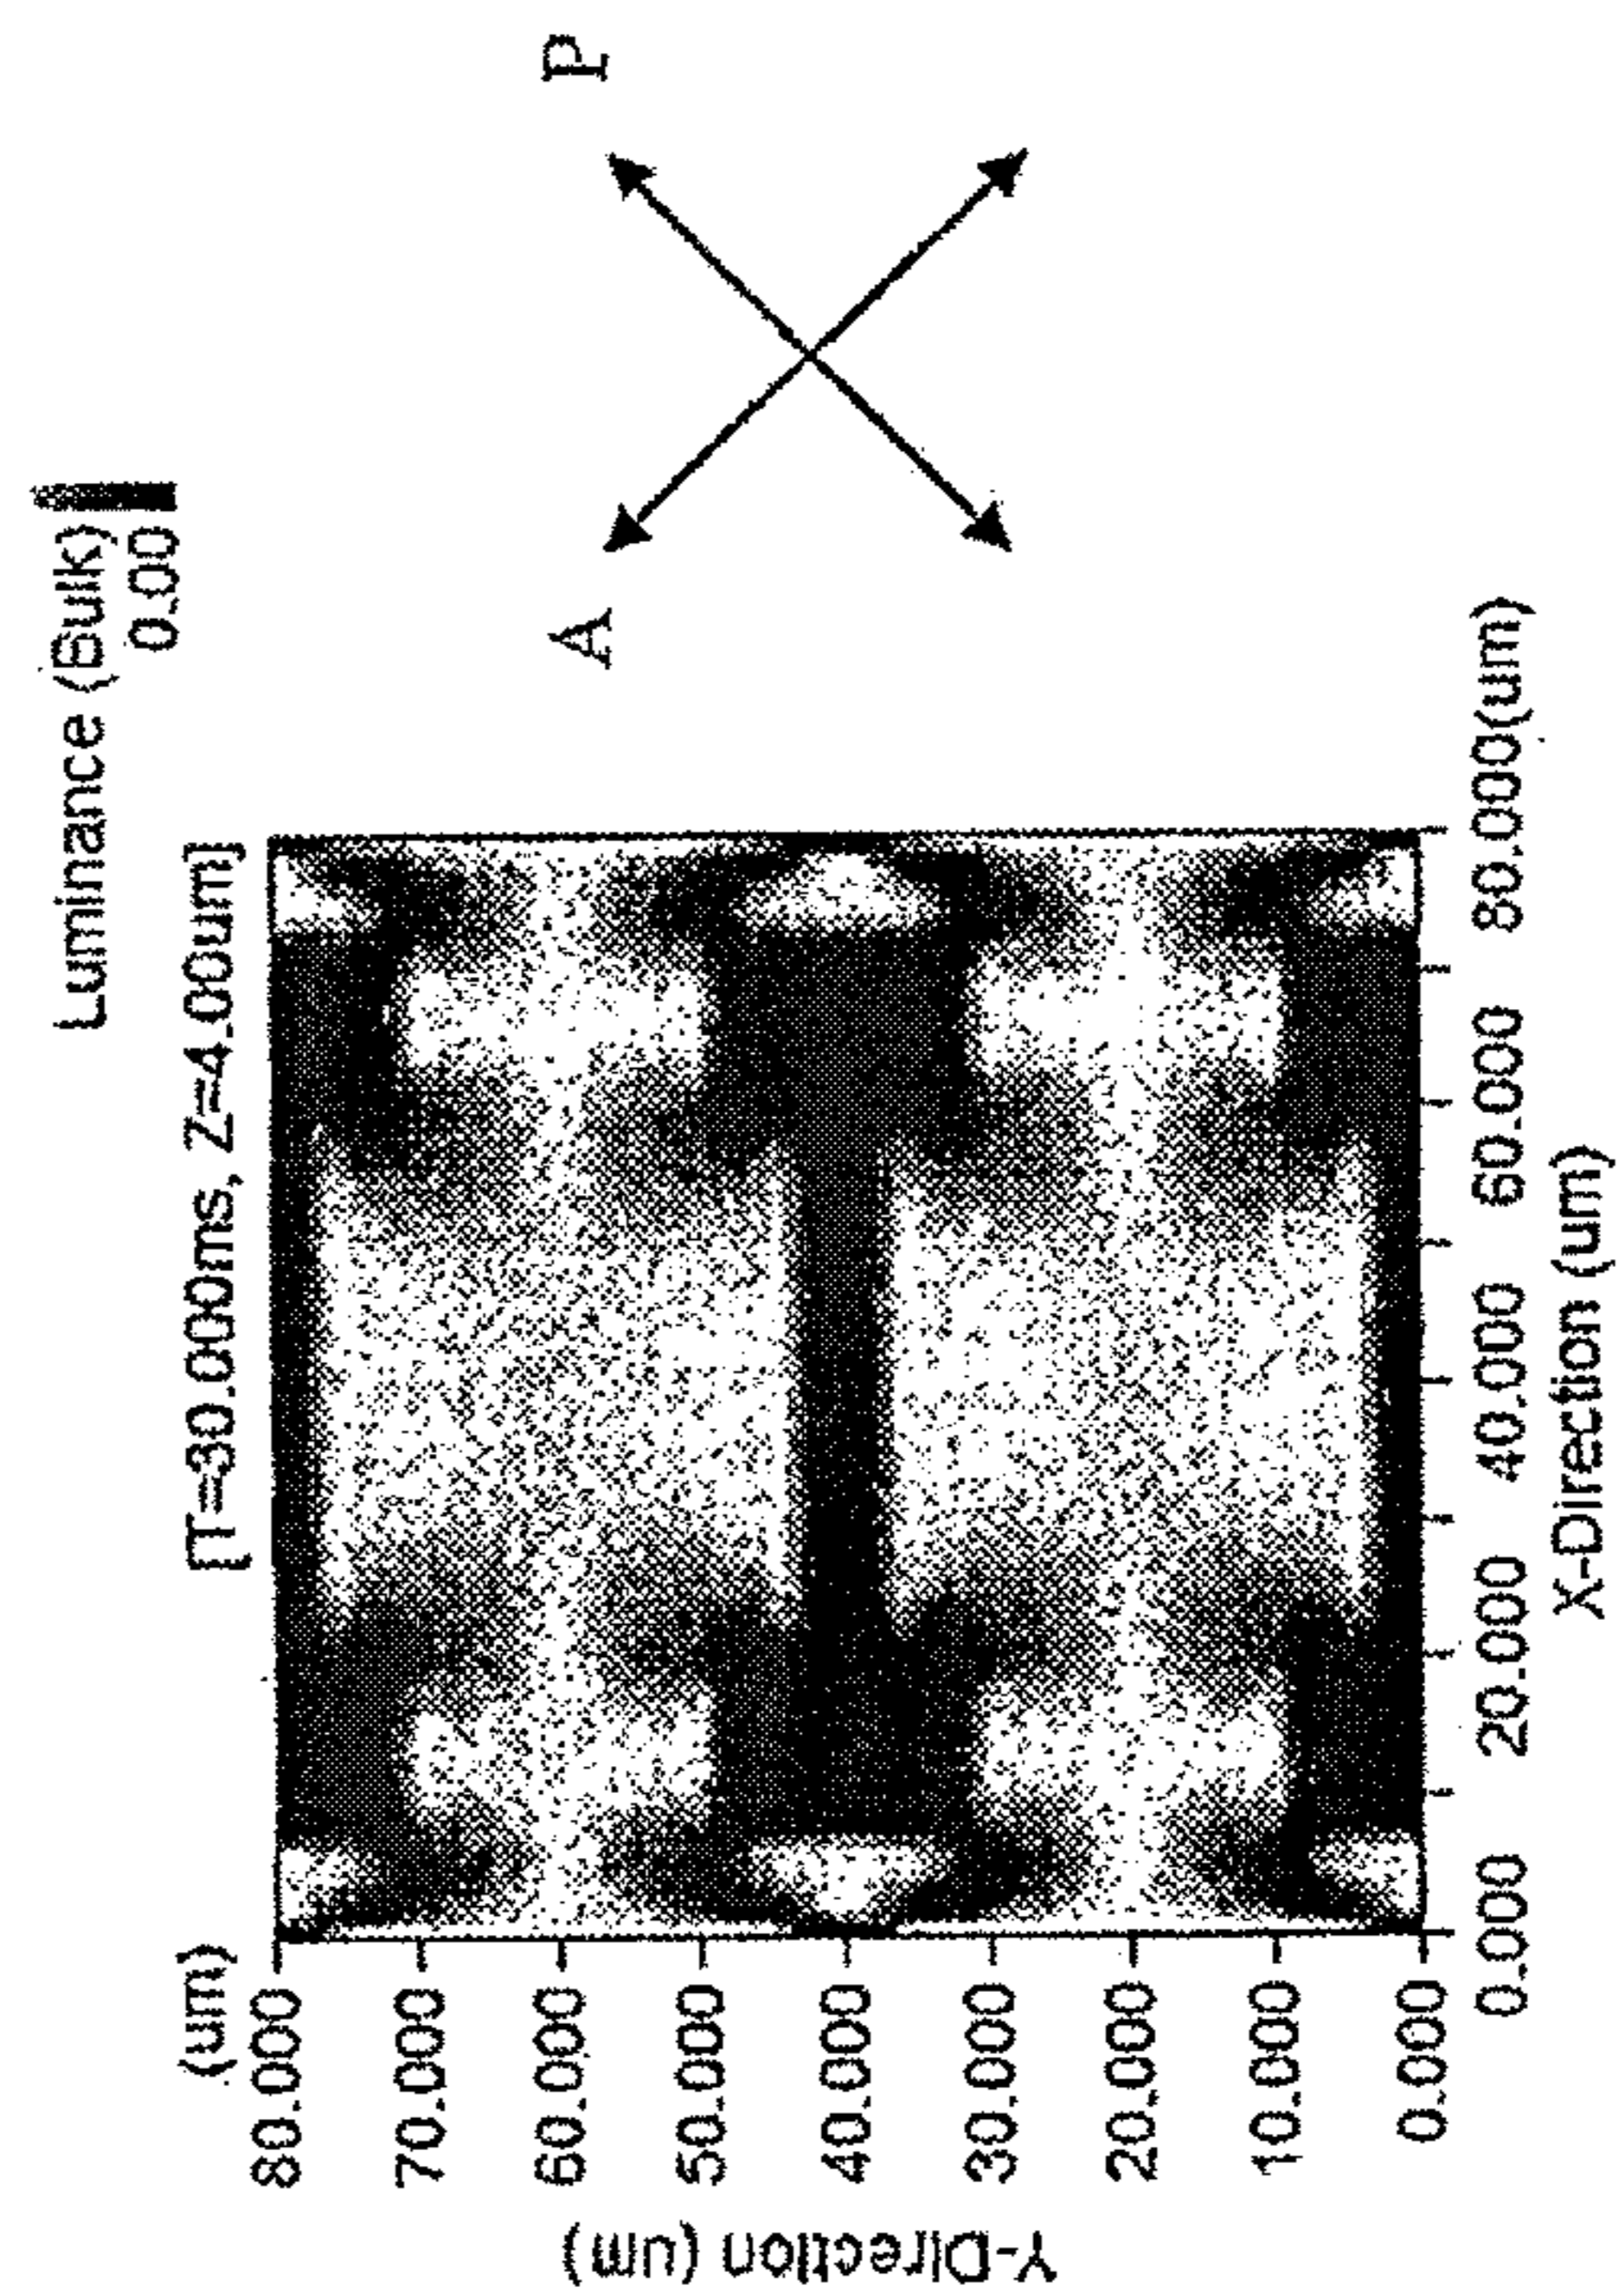 Luminance (Bulk)
0.00
[T=30.000ms, Z=4.00um]
(um)
80.000
70.000
60.000
50.000
40.000
30.000
20.000
10.000
0.000
Y-Direction (um)
0.000 20.000 40.000 60.000 80.000(um)
X-Direction (um)
A P